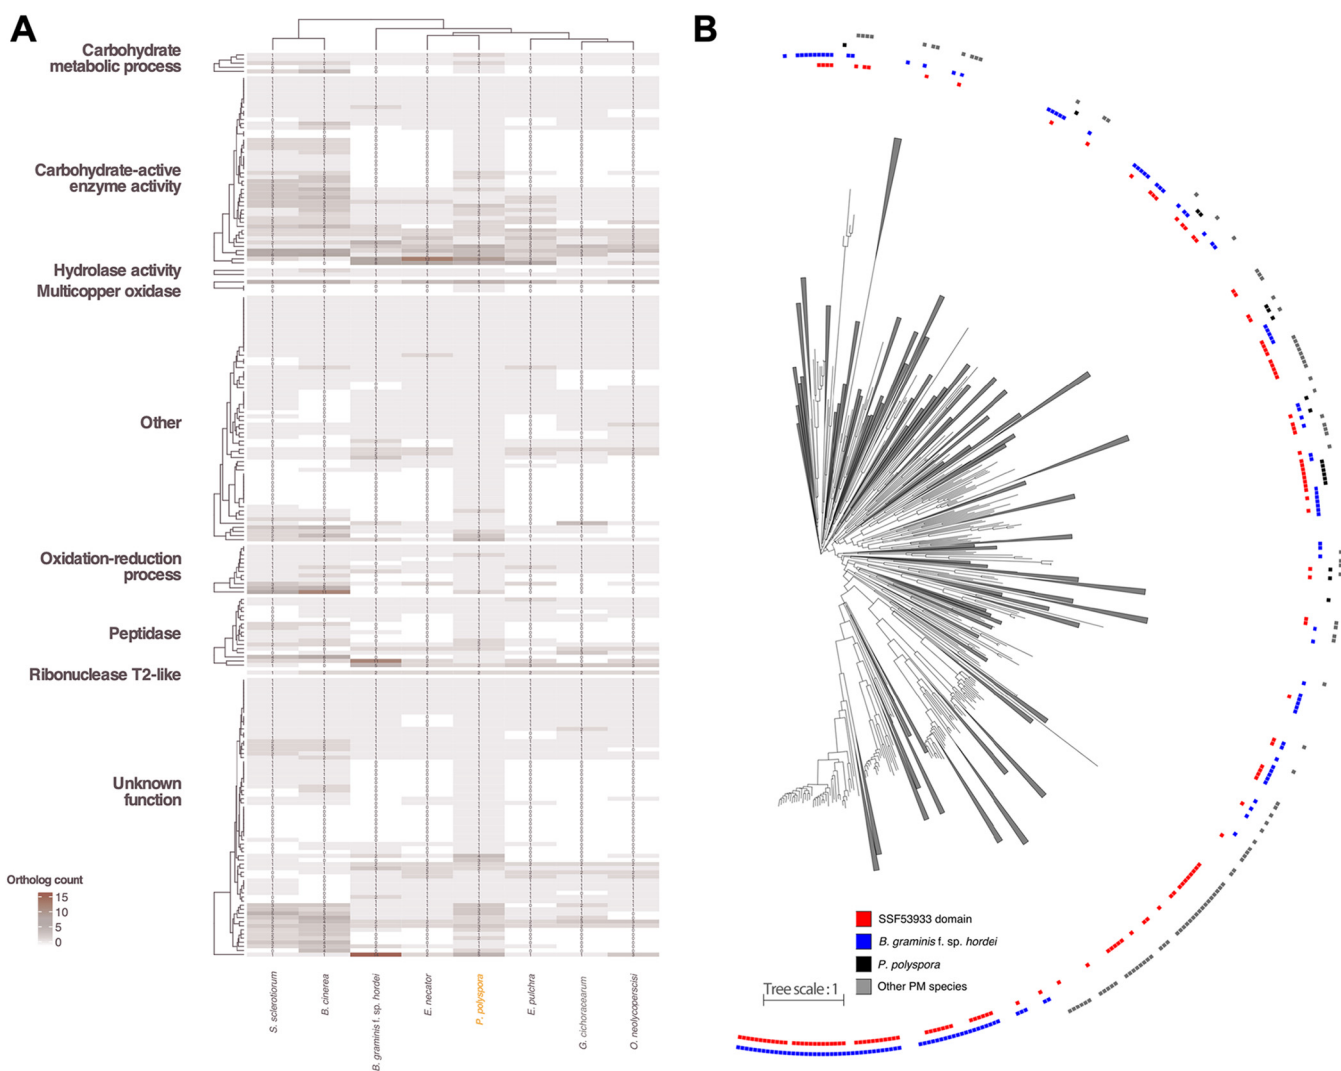 A
B
Carbohydrate
metabolic process
Carbohydrate-active
enzyme activity
Hydrolase activity
Multicopper oxidase
Other
Oxidation-reduction
process
Peptidase
Ribonuclease T2-like
Unknown
function
Ortholog count
15
10
5
0
S. sclerotiorum
B. cinerea
B. graminis f. sp. hordei
E. necator
P. polyspora
E. pulchra
G. cichoracearum
O. neolycoperscisi
SSF53933 domain
B. graminis f. sp. hordei
P. polyspora
Other PM species
Tree scale: 1